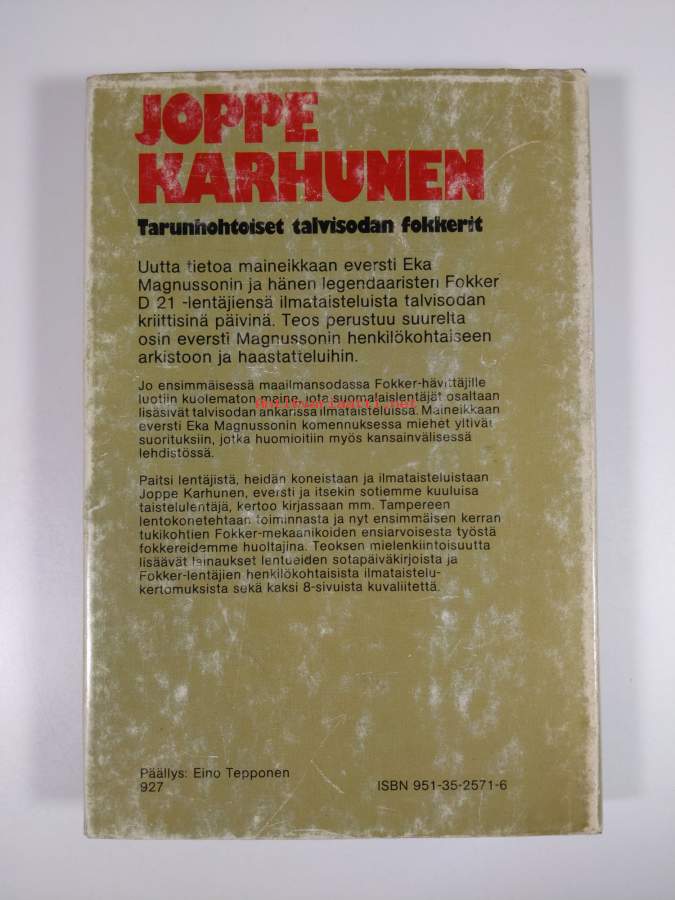 JOPPE
KARHUNEN
Tarunhohtoiset talvisodan fokkerit
Uutta tietoa maineikkaan eversti Eka
Magnussonin ja hänen legendaaristen Fokker
D 21 -lentäjiensä ilmataisteluista talvisodan
kriittisinä päivinä. Teos perustuu suurelta
osin eversti Magnussonin henkilökohtaiseen
arkistoon ja haastatteluihin.
Jo ensimmäisessä maailmansodassa Fokker-hävittäjille
luotiin kuolematon maine, jota suomalaislentäjät osaltaan
lisäsivät talvisodan ankarissa ilmataisteluissa. Maineikkaan
eversti Eka Magnussonin komennuksessa miehet yltivät
suorituksiin, jotka huomioitiin myös kansainvälisessä
lehdistössä.
Paitsi lentäjistä, heidän koneistaan ja ilmataisteluistaan
Joppe Karhunen, eversti ja itsekin sotiemme kuuluisa
taistelulentäjä, kertoo kirjassaan mm. Tampereen
lentokonetehtaan toiminnasta ja nyt ensimmäisen kerran
tukikohtien Fokker-mekaanikoiden ensiarvoisesta työstä
fokkereidemme huoltajina. Teoksen mielenkiintoisuutta
lisäävät lainaukset lentueiden sotapäiväkirjoista ja
Fokker-lentäjien henkilökohtaisista ilmataistelu-
kertomuksista sekä kaksi 8-sivuista kuvaliitettä.
Päällys: Eino Tepponen
927
ISBN 951-35-2571-6